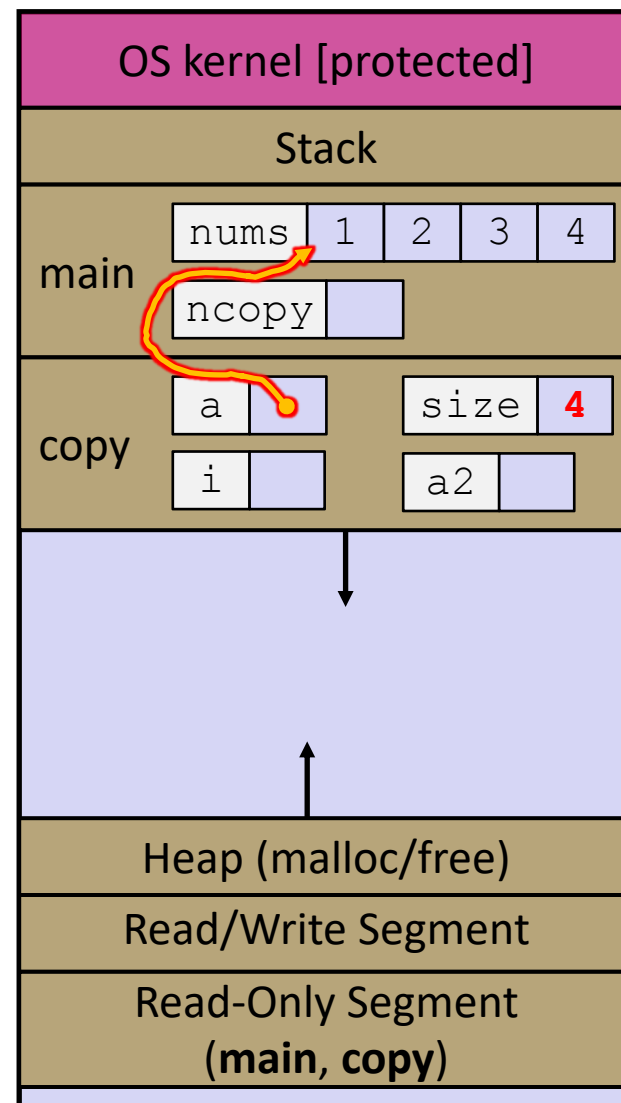 OS kernel [protected]
Stack
main
nums 1 2 3 4
ncopy
copy
a size 4
i a2
Heap (malloc/free)
Read/Write Segment
Read-Only Segment
(main, copy)